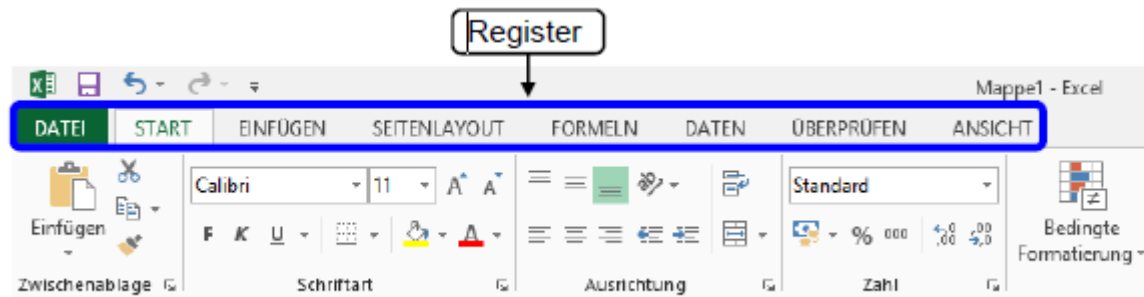 Register
Mappe1 - Excel
DATEI START EINFÜGEN SEITENLAYOUT FORMELN DATEN ÜBERPRÜFEN ANSICHT
Calibri 11 A A Standard
Einfügen F K U A % 000 Bedingte
Formatierung
Zwischenablage Schriftart Ausrichtung Zahl